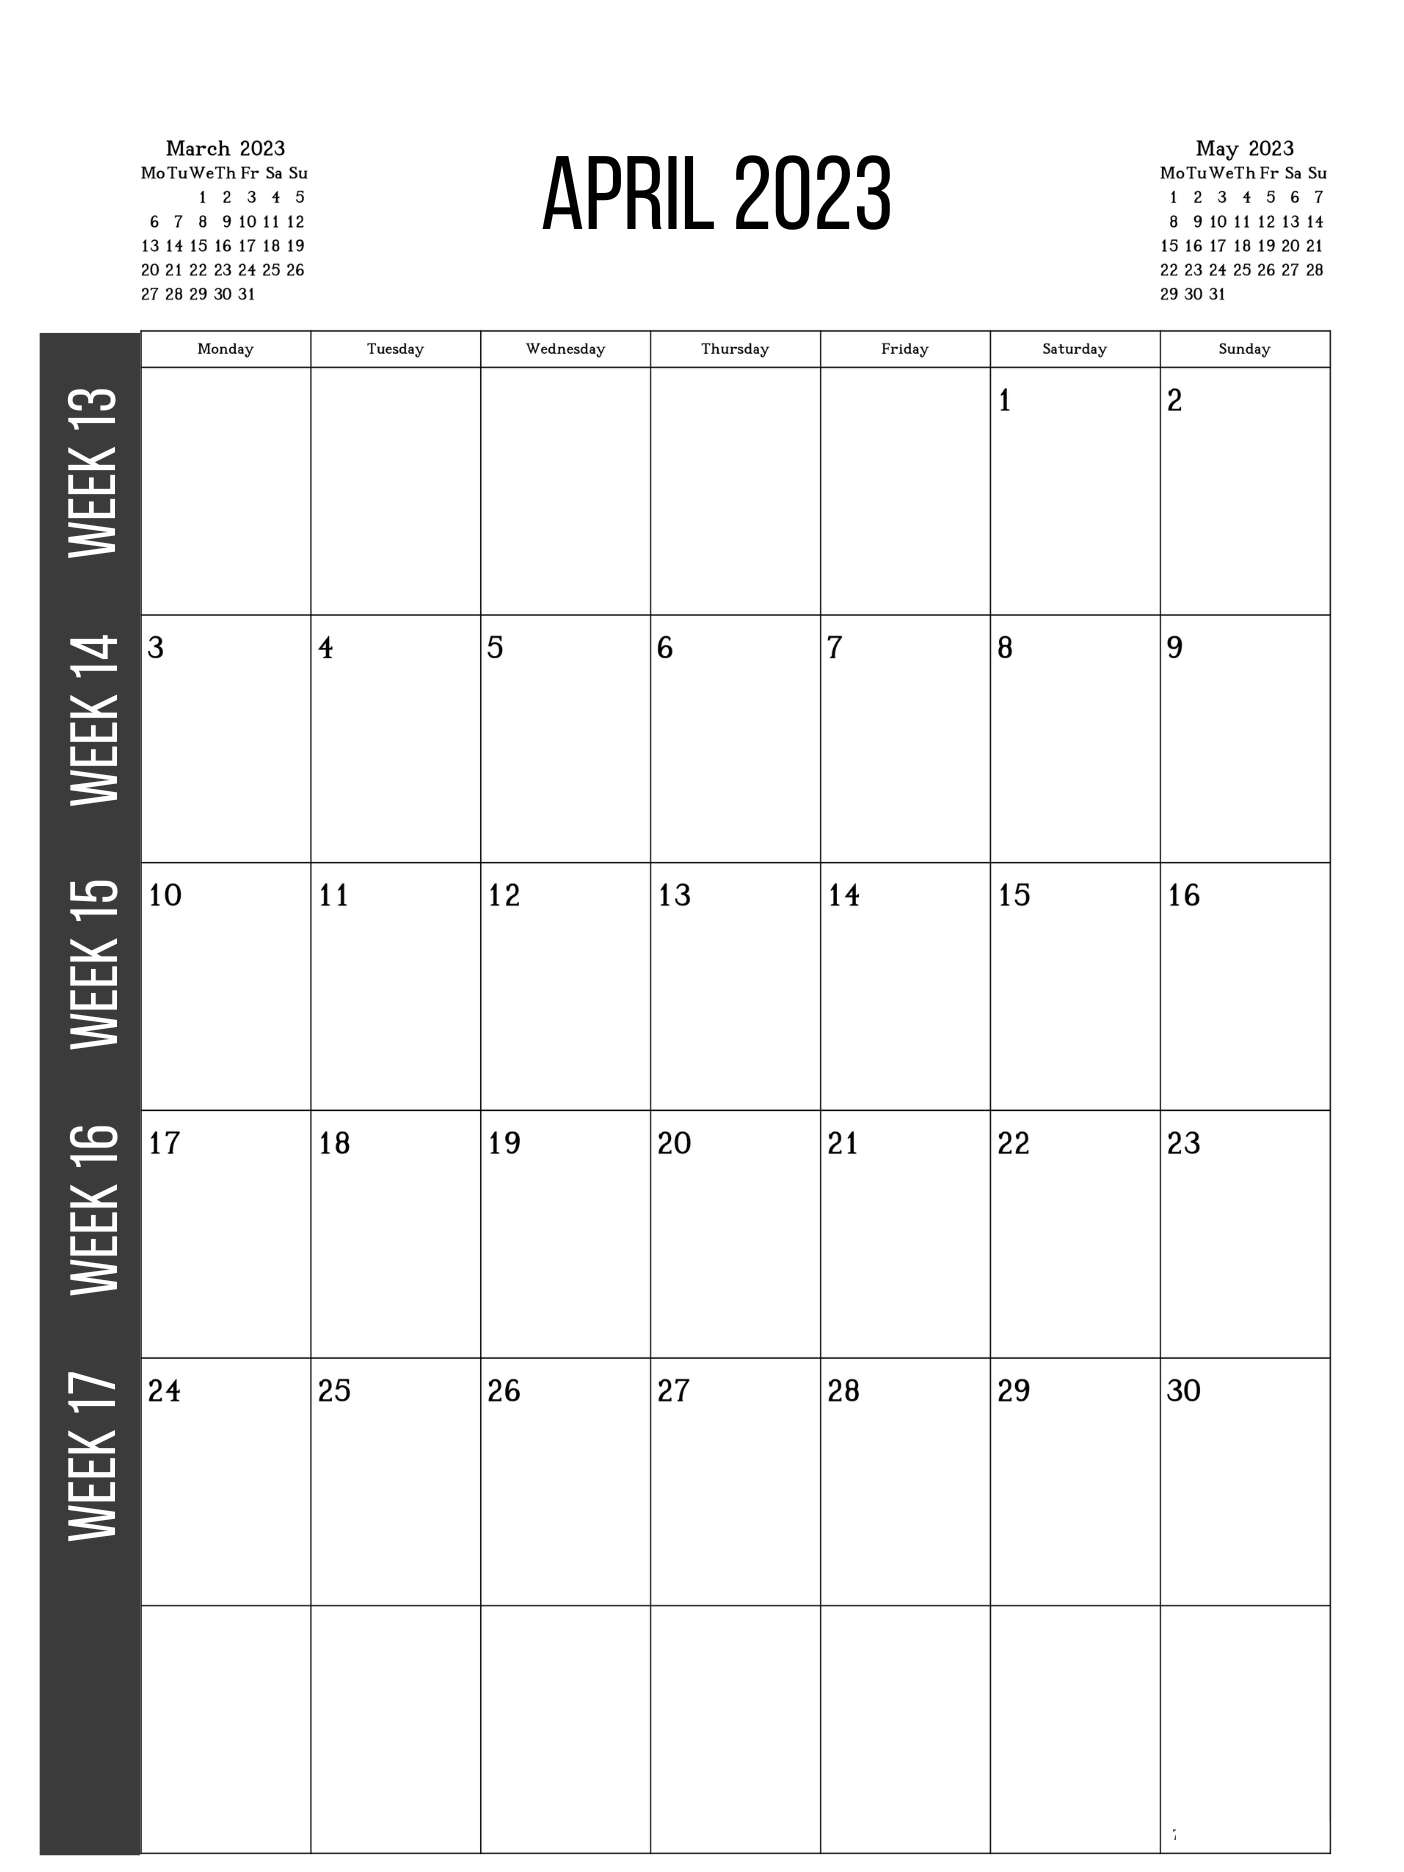 March 2023
Mo Tu We Th Fr Sa Su
1 2 3 4 5
6 7 8 9 10 11 12
13 14 15 16 17 18 19
20 21 22 23 24 25 26
27 28 29 30 31
APRIL 2023
May 2023
Mo Tu We Th Fr Sa Su
1 2 3 4 5 6 7
8 9 10 11 12 13 14
15 16 17 18 19 20 21
22 23 24 25 26 27 28
29 30 31
Monday Tuesday Wednesday Thursday Friday Saturday Sunday
WEEK 13
1 2
WEEK 14
3 4 5 6 7 8 9
WEEK 15
10 11 12 13 14 15 16
WEEK 16
17 18 19 20 21 22 23
WEEK 17
24 25 26 27 28 29 30